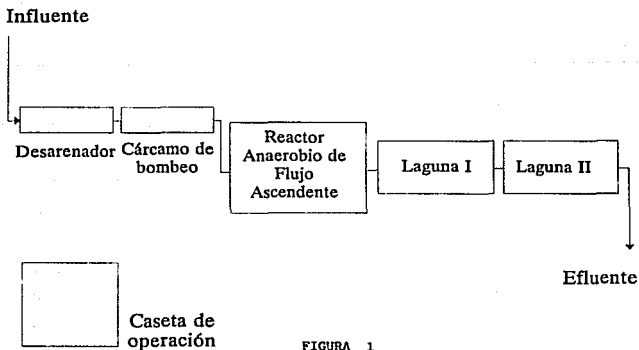 Influente
Desarenador
Cárcamo de
bombeo
Reactor
Anaerobio de
Flujo
Ascendente
Laguna I
Laguna II
Efluente
Caseta de
operación
FIGURA 1